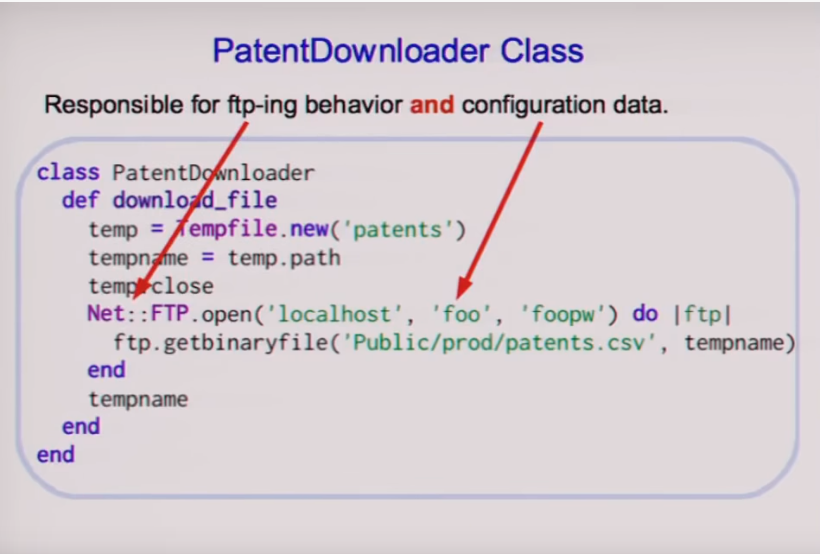 PatentDownloader Class
Responsible for ftp-ing behavior and configuration data.
class PatentDownloader
  def download_file
    temp = Tempfile.new('patents')
    tempname = temp.path
    temp.close
    Net::FTP.open('localhost', 'foo', 'foopw') do |ftp|
      ftp.getbinaryfile('Public/prod/patents.csv', tempname)
    end
    tempname
  end
end